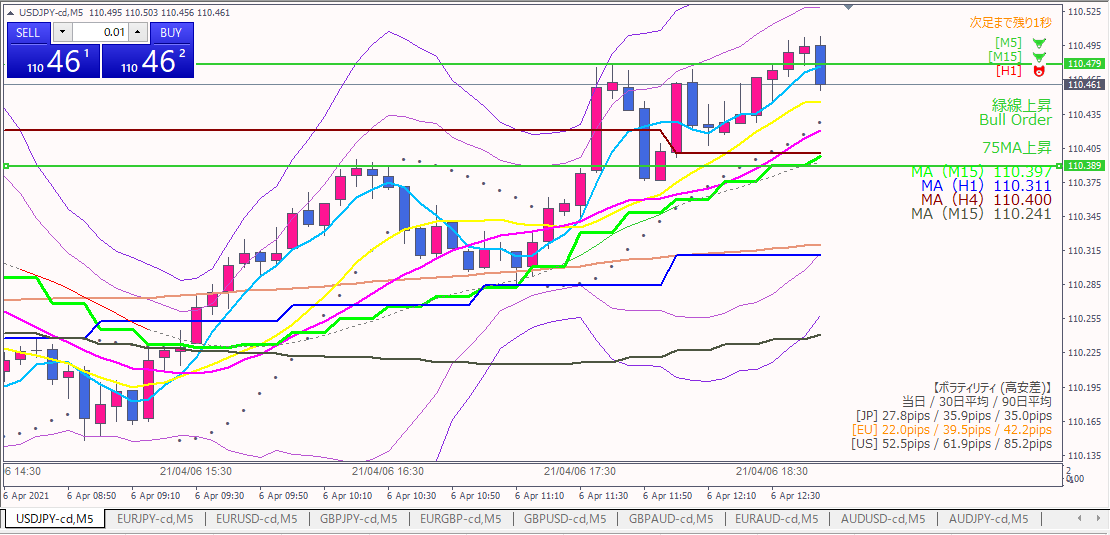 USDJPY-cd,M5 110.495 110.503 110.456 110.461
SELL 0.01 BUY
110 46 1 110 46 2
次足まで残り1秒
[M5]
[M15]
[H1]
緑線上昇
Bull Order
75MA上昇
MA（M15）110.397
MA（H1）110.311
MA（H4）110.400
MA（M15）110.241
【ボラティリティ (高安差)】
当日 / 30日平均 / 90日平均
[JP] 27.8pips / 35.9pips / 35.0pips
[EU] 22.0pips / 39.5pips / 42.2pips
[US] 52.5pips / 61.9pips / 85.2pips
110.525
110.495
110.479
110.461
110.435
110.405
110.389
110.375
110.345
110.315
110.285
110.255
110.225
110.195
110.165
110.135
6 14:30 21/04/06 15:30 21/04/06 16:30 21/04/06 17:30 21/04/06 18:30
6 Apr 2021 6 Apr 08:50 6 Apr 09:10 6 Apr 09:30 6 Apr 09:50 6 Apr 10:10 6 Apr 10:30 6 Apr 10:50 6 Apr 11:10 6 Apr 11:30 6 Apr 11:50 6 Apr 12:10 6 Apr 12:30
USDJPY-cd,M5 EURJPY-cd,M5 EURUSD-cd,M5 GBPJPY-cd,M5 EURGBP-cd,M5 GBPUSD-cd,M5 GBPAUD-cd,M5 EURAUD-cd,M5 AUDUSD-cd,M5 AUDJPY-cd,M5